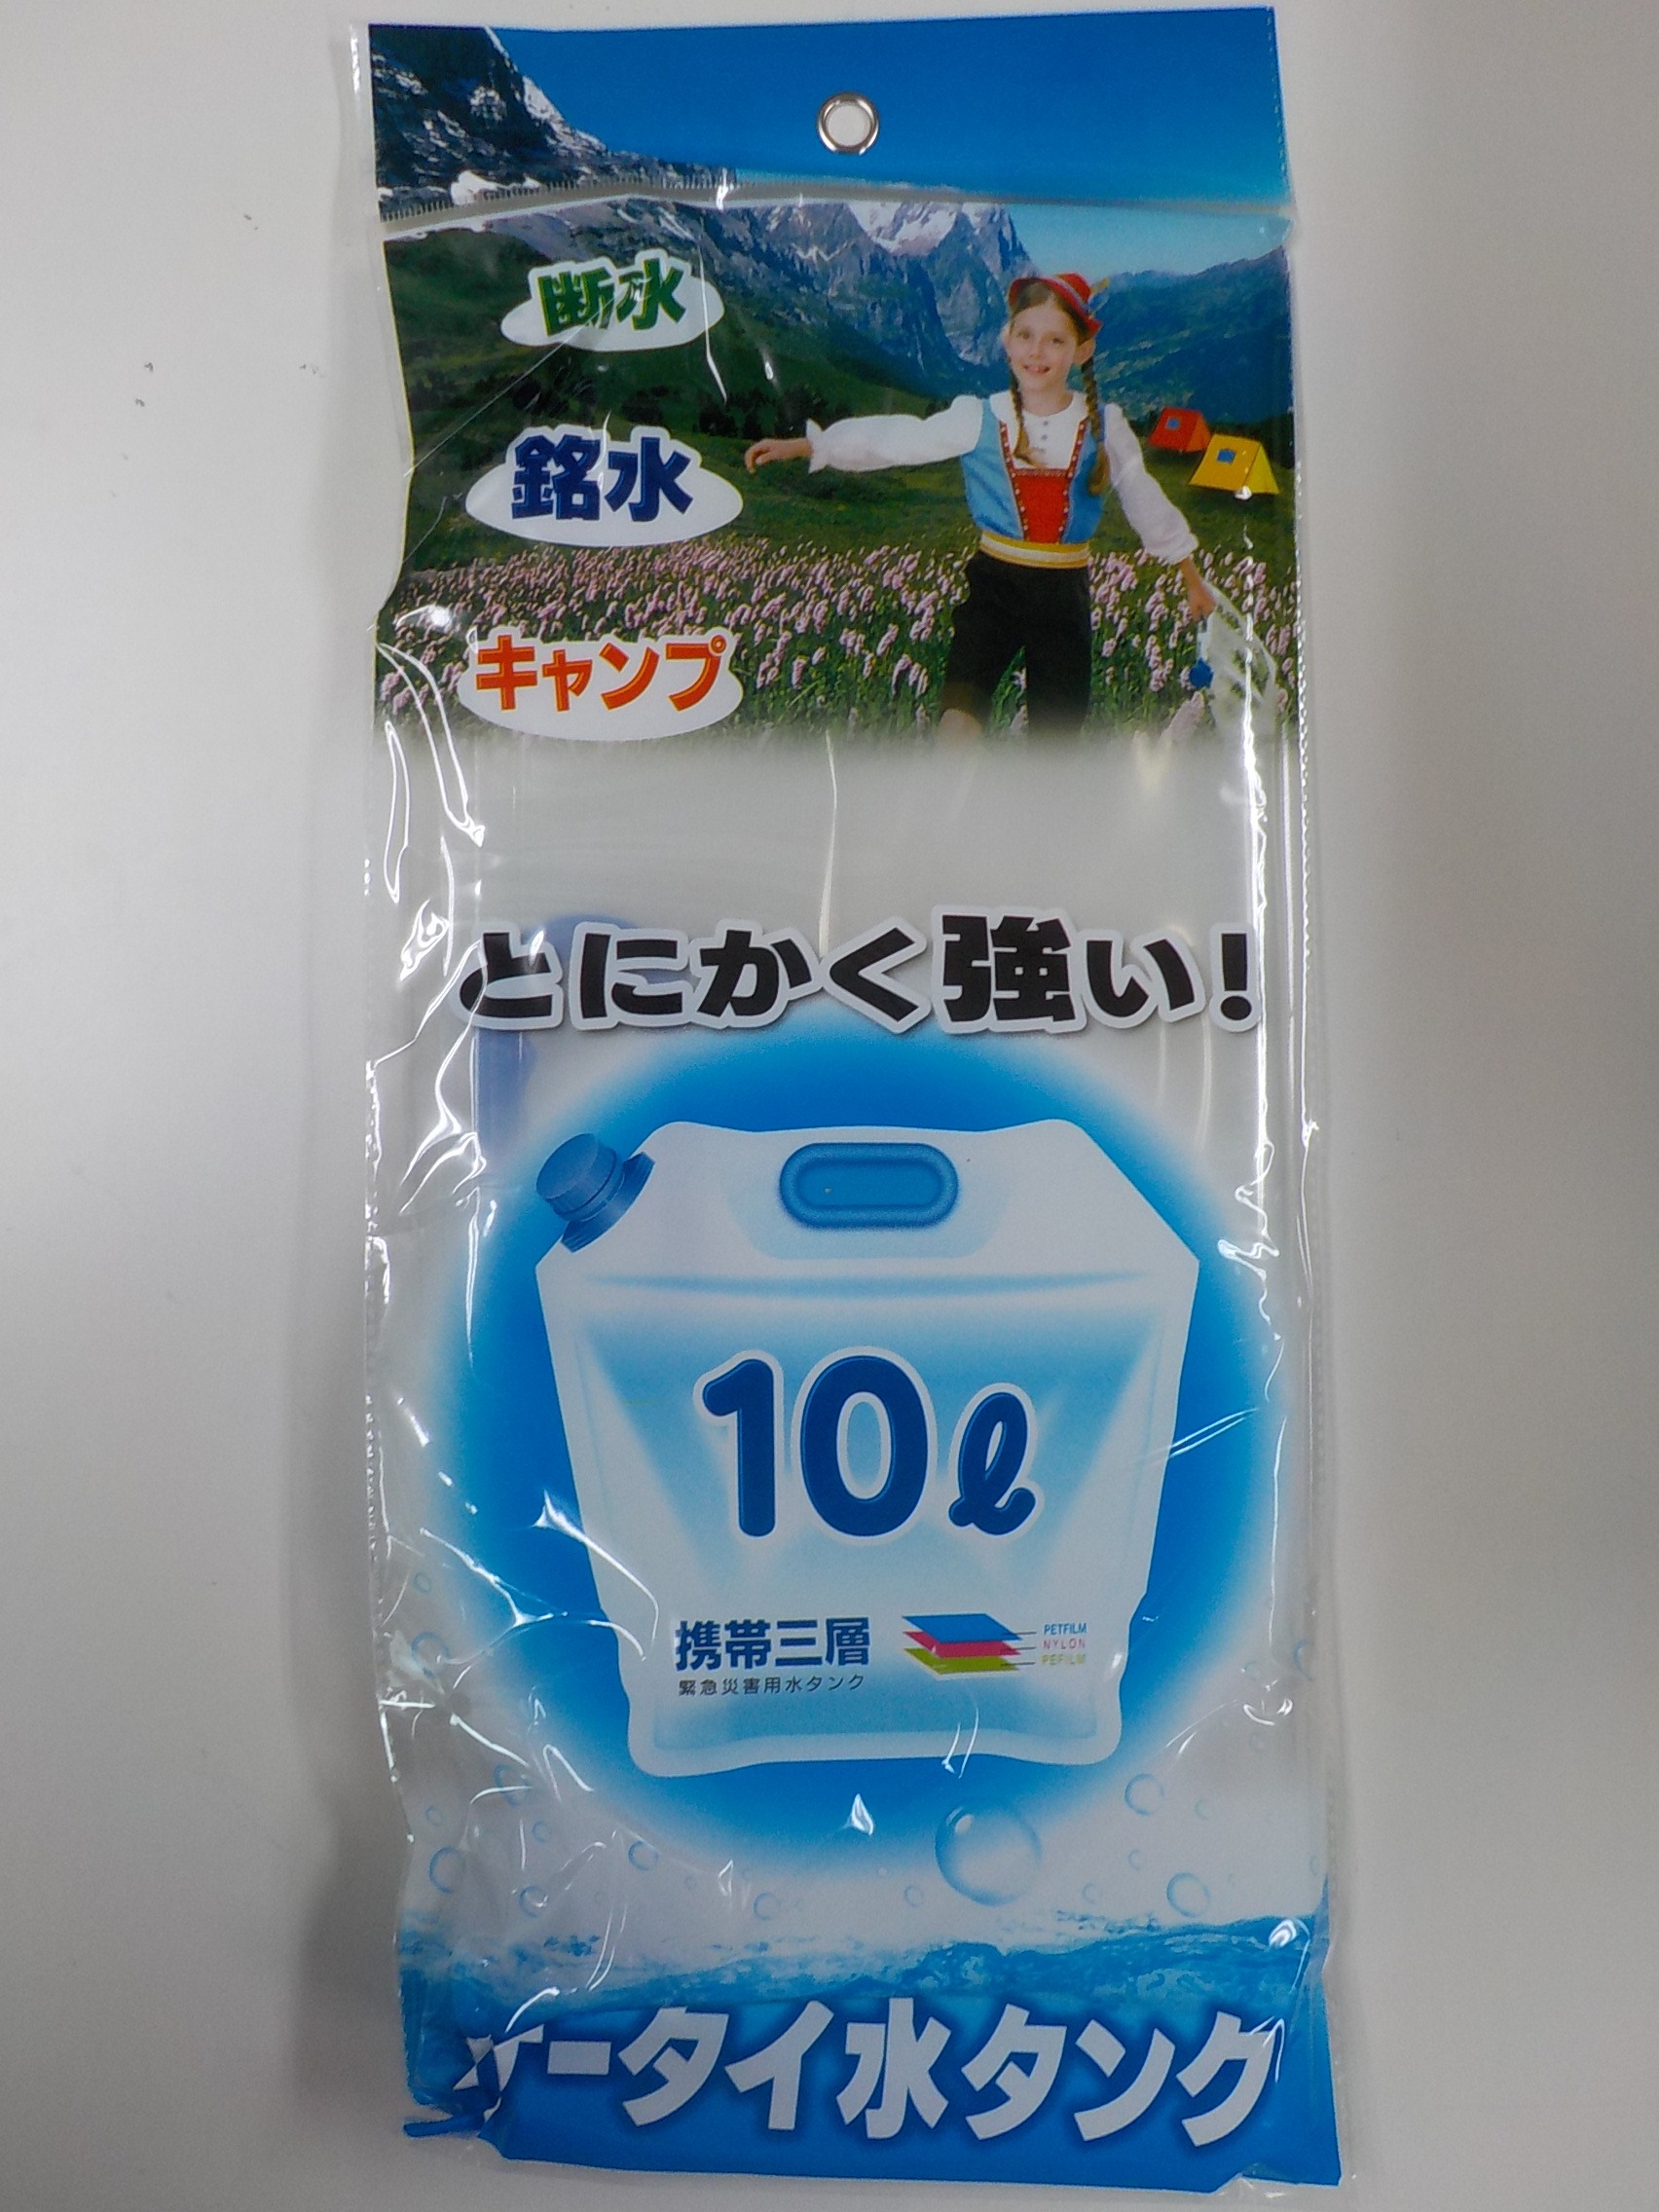 断水
銘水
キャンプ
とにかく強い!
10ℓ
携帯三層
緊急災害用水タンク
PETFILM
NYLON
PEFILM
ケータイ水タンク